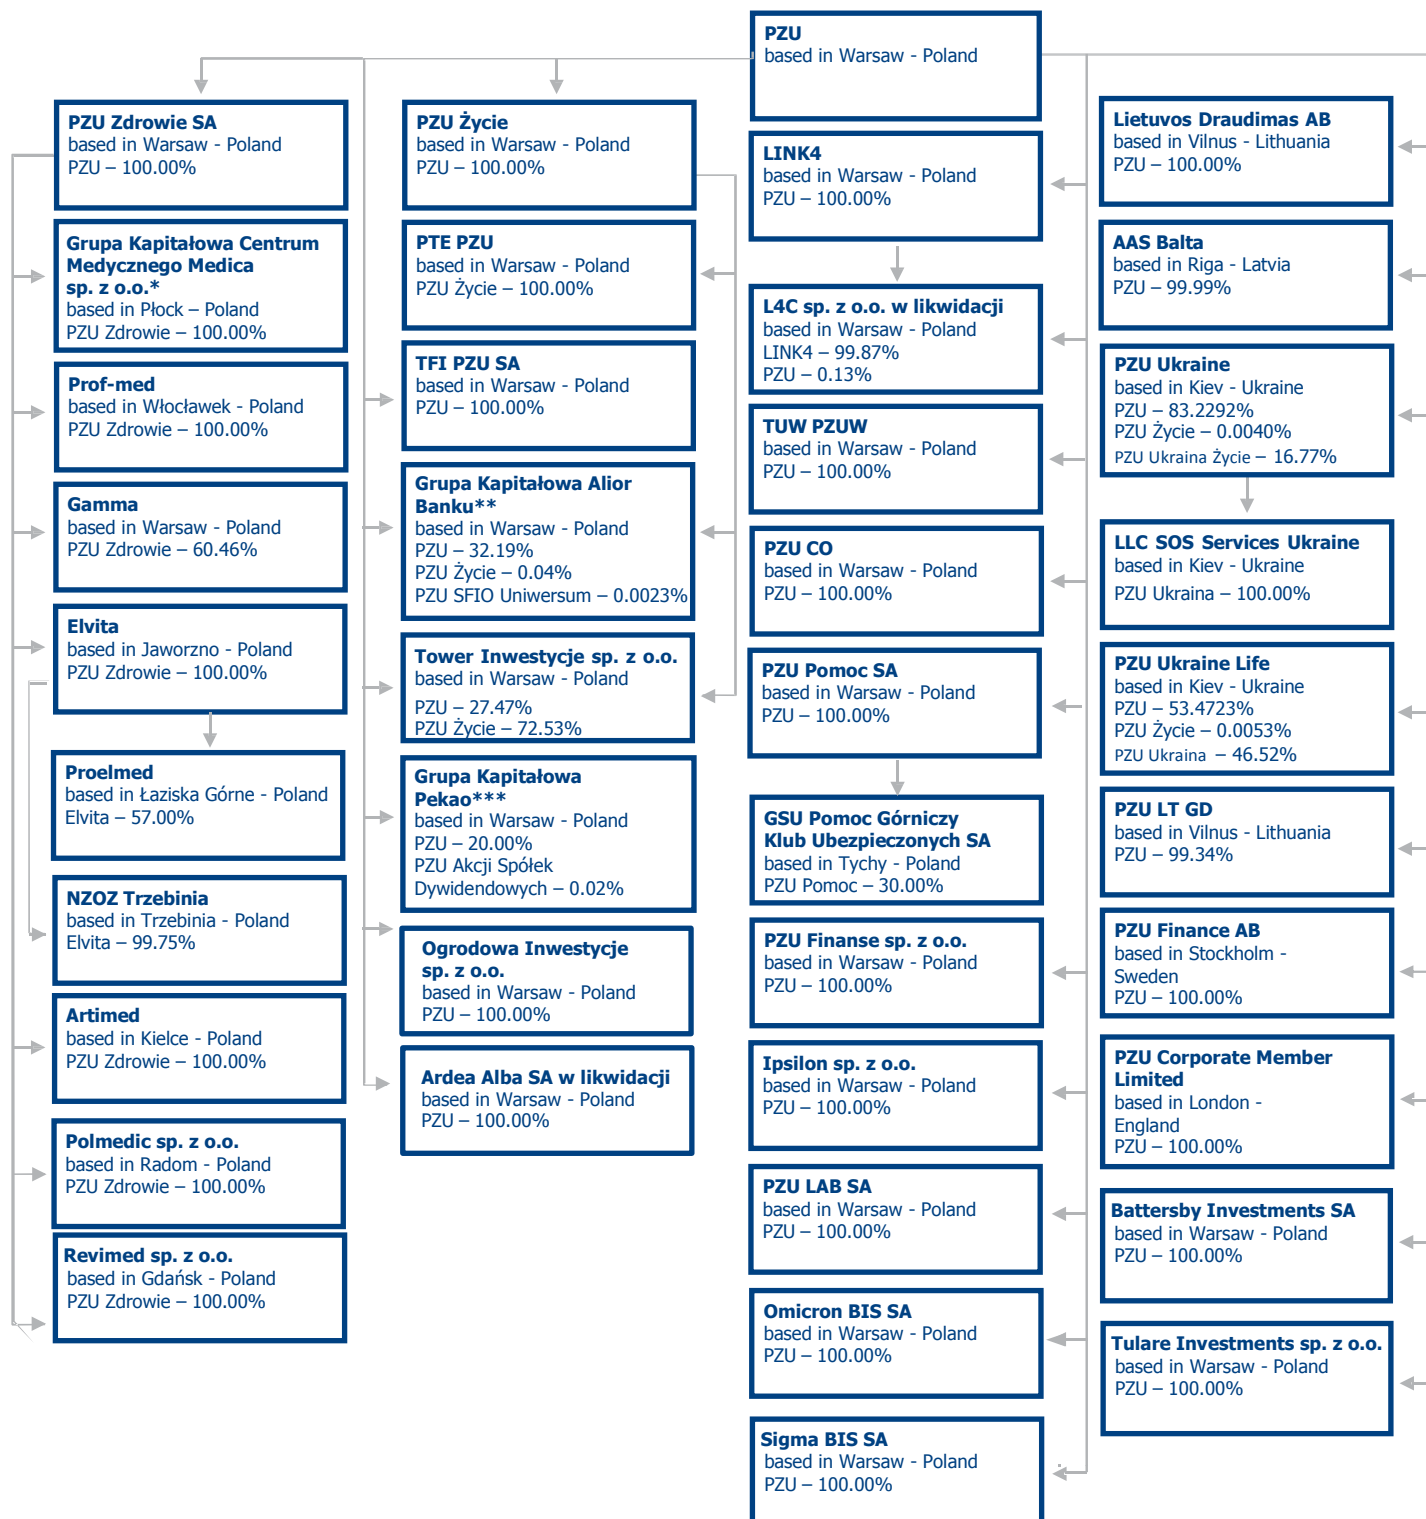 PZU
based in Warsaw - Poland
PZU Zdrowie SA
based in Warsaw - Poland
PZU – 100.00%
Grupa Kapitałowa Centrum
Medycznego Medica
sp. z o.o.*
based in Płock – Poland
PZU Zdrowie – 100.00%
Prof-med
based in Włocławek - Poland
PZU Zdrowie – 100.00%
Gamma
based in Warsaw - Poland
PZU Zdrowie – 60.46%
Elvita
based in Jaworzno - Poland
PZU Zdrowie – 100.00%
Proelmed
based in Łaziska Górne - Poland
Elvita – 57.00%
NZOZ Trzebinia
based in Trzebinia - Poland
Elvita – 99.75%
Artimed
based in Kielce - Poland
PZU Zdrowie – 100.00%
Polmedic sp. z o.o.
based in Radom - Poland
PZU Zdrowie – 100.00%
Revimed sp. z o.o.
based in Gdańsk - Poland
PZU Zdrowie – 100.00%
PZU Życie
based in Warsaw - Poland
PZU – 100.00%
PTE PZU
based in Warsaw - Poland
PZU Życie – 100.00%
TFI PZU SA
based in Warsaw - Poland
PZU – 100.00%
Grupa Kapitałowa Alior
Banku**
based in Warsaw - Poland
PZU – 32.19%
PZU Życie – 0.04%
PZU SFIO Uniwersum – 0.0023%
Tower Inwestycje sp. z o.o.
based in Warsaw - Poland
PZU – 27.47%
PZU Życie – 72.53%
Grupa Kapitałowa
Pekao***
based in Warsaw - Poland
PZU – 20.00%
PZU Akcji Spółek
Dywidendowych – 0.02%
Ogrodowa Inwestycje
sp. z o.o.
based in Warsaw - Poland
PZU – 100.00%
Ardea Alba SA w likwidacji
based in Warsaw - Poland
PZU – 100.00%
LINK4
based in Warsaw - Poland
PZU – 100.00%
L4C sp. z o.o. w likwidacji
based in Warsaw - Poland
LINK4 – 99.87%
PZU – 0.13%
TUW PZUW
based in Warsaw - Poland
PZU – 100.00%
PZU CO
based in Warsaw - Poland
PZU – 100.00%
PZU Pomoc SA
based in Warsaw - Poland
PZU – 100.00%
GSU Pomoc Górniczy
Klub Ubezpieczonych SA
based in Tychy - Poland
PZU Pomoc – 30.00%
PZU Finanse sp. z o.o.
based in Warsaw - Poland
PZU – 100.00%
Ipsilon sp. z o.o.
based in Warsaw - Poland
PZU – 100.00%
PZU LAB SA
based in Warsaw - Poland
PZU – 100.00%
Omicron BIS SA
based in Warsaw - Poland
PZU – 100.00%
Sigma BIS SA
based in Warsaw - Poland
PZU – 100.00%
Lietuvos Draudimas AB
based in Vilnus - Lithuania
PZU – 100.00%
AAS Balta
based in Riga - Latvia
PZU – 99.99%
PZU Ukraine
based in Kiev - Ukraine
PZU – 83.2292%
PZU Życie – 0.0040%
PZU Ukraina Życie – 16.77%
LLC SOS Services Ukraine
based in Kiev - Ukraine
PZU Ukraina – 100.00%
PZU Ukraine Life
based in Kiev - Ukraine
PZU – 53.4723%
PZU Życie – 0.0053%
PZU Ukraina – 46.52%
PZU LT GD
based in Vilnus - Lithuania
PZU – 99.34%
PZU Finance AB
based in Stockholm -
Sweden
PZU – 100.00%
PZU Corporate Member
Limited
based in London -
England
PZU – 100.00%
Battersby Investments SA
based in Warsaw - Poland
PZU – 100.00%
Tulare Investments sp. z o.o.
based in Warsaw - Poland
PZU – 100.00%